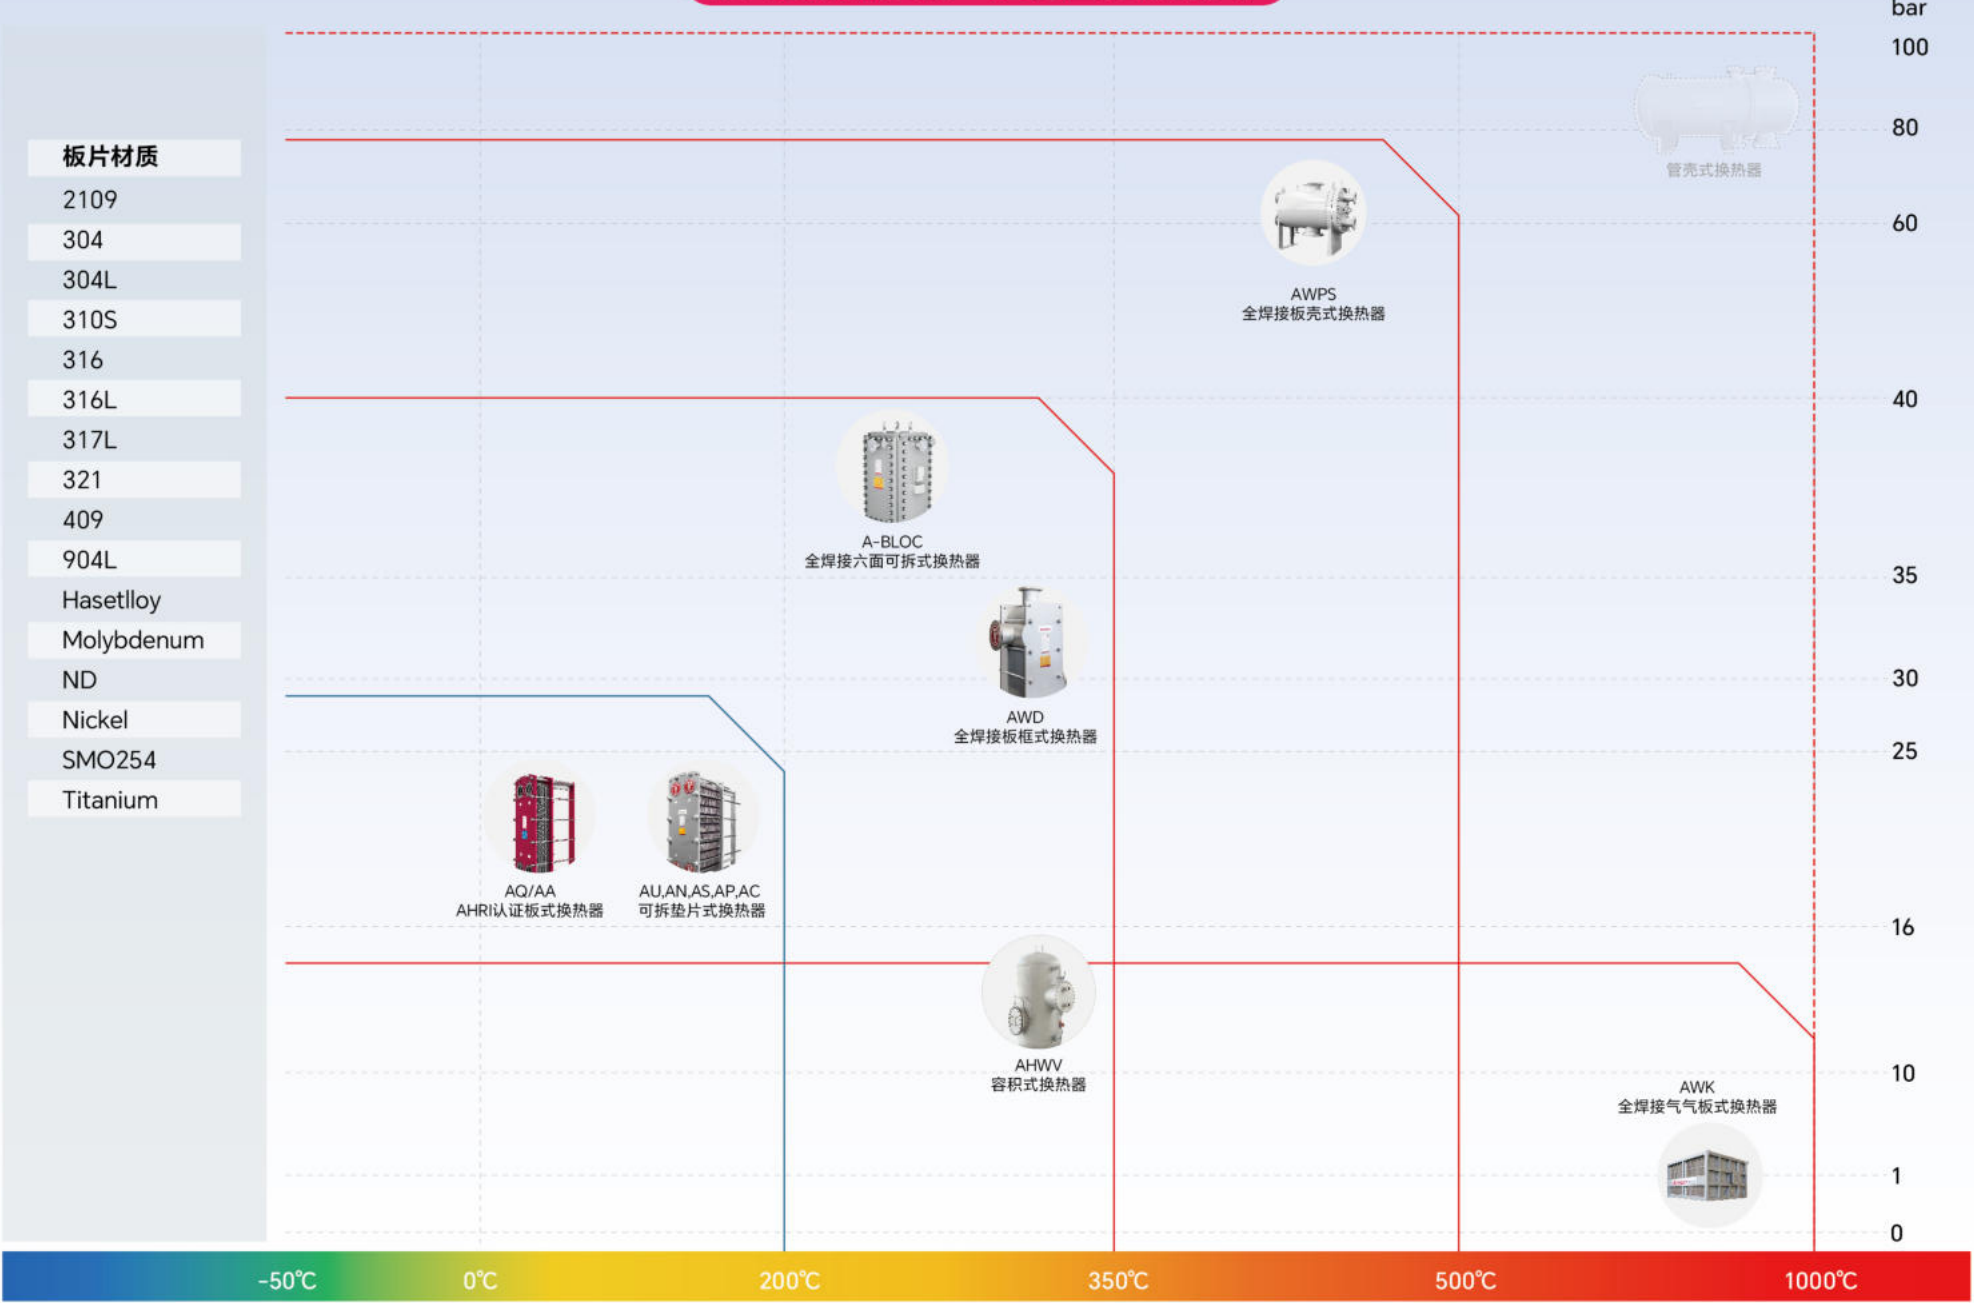 bar
100
80
60
40
35
30
25
16
10
1
0
板片材质
2109
304
304L
310S
316
316L
317L
321
409
904L
Hasetlloy
Molybdenum
ND
Nickel
SMO254
Titanium
管壳式换热器
AWPS
全焊接板壳式换热器
A-BLOC
全焊接六面可拆式换热器
AWD
全焊接板框式换热器
AQ/AA
AHRI认证板式换热器
AU,AN,AS,AP,AC
可拆垫片式换热器
AHWV
容积式换热器
AWK
全焊接气气板式换热器
-50℃
0℃
200℃
350℃
500℃
1000℃